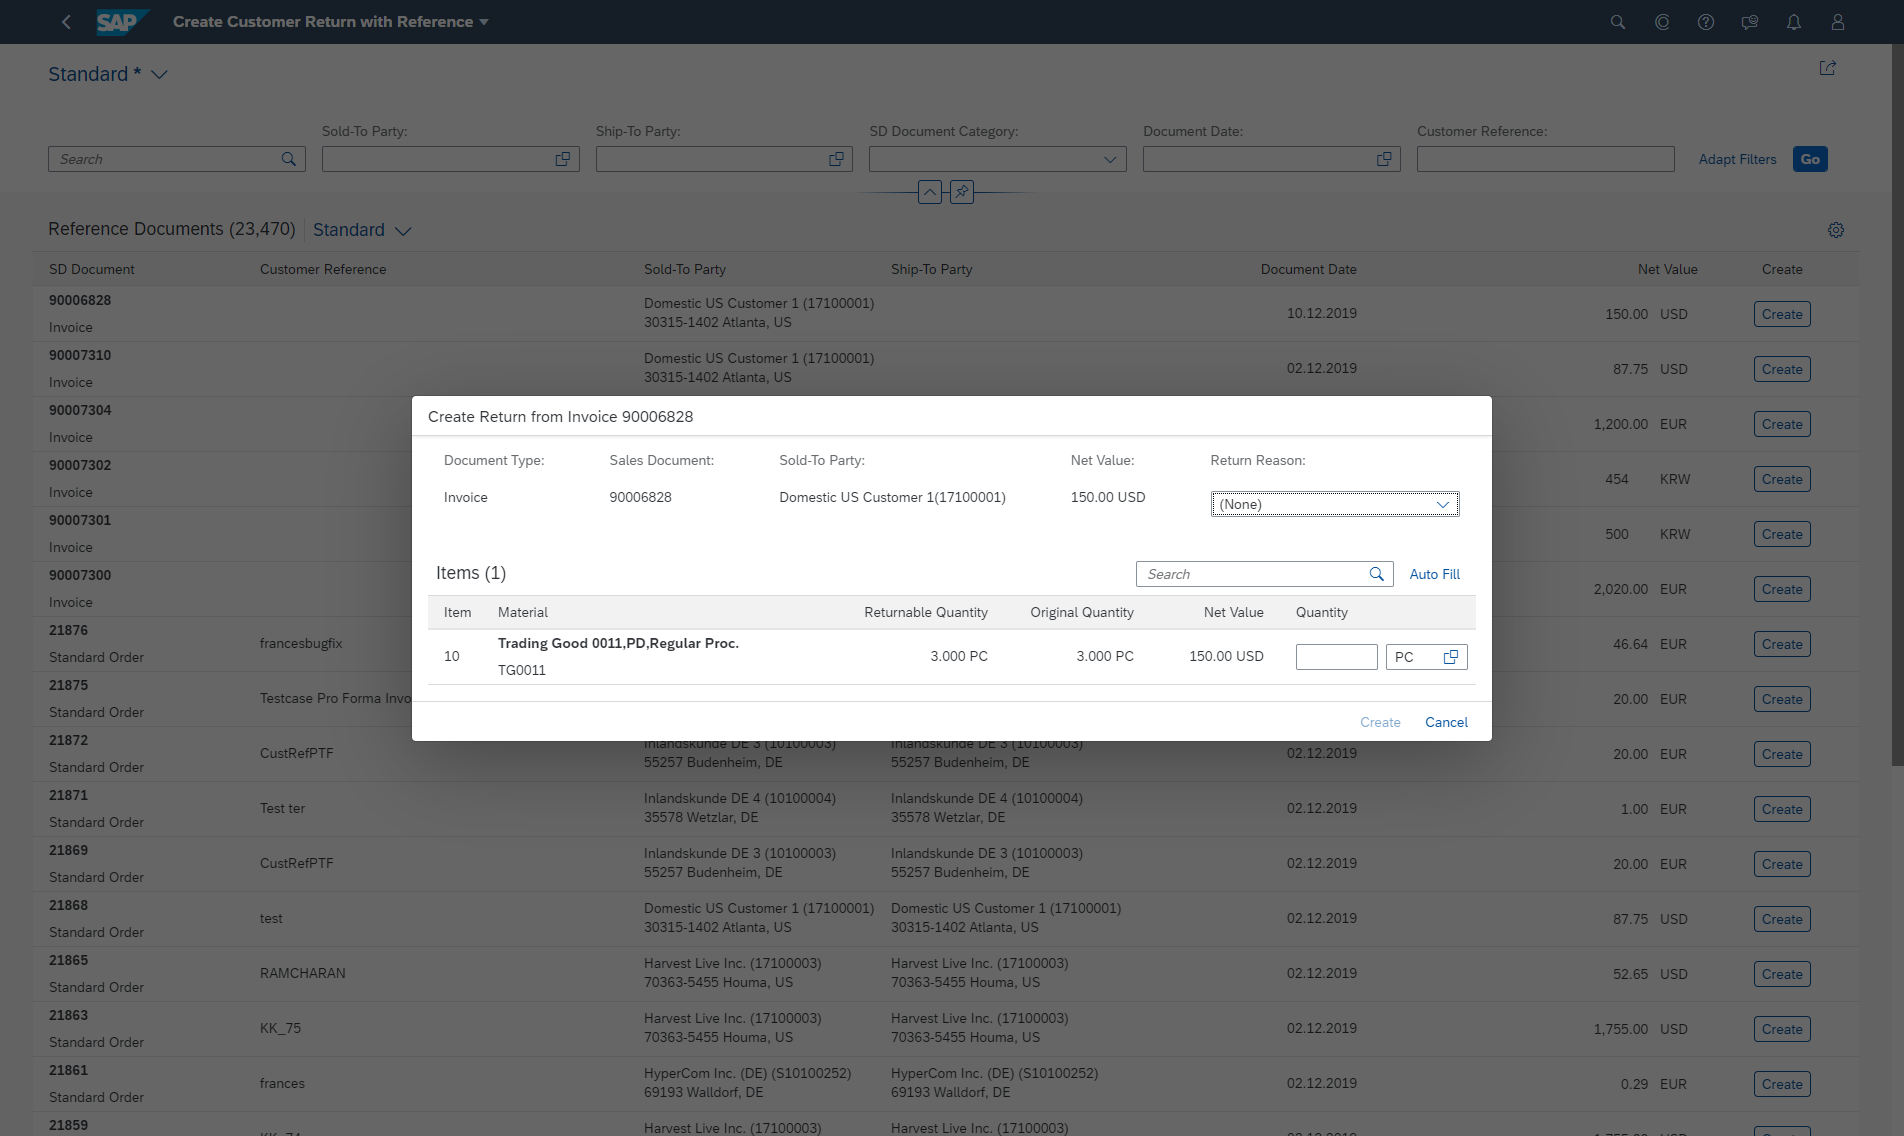 SAP
Create Customer Return with Reference
Standard *
Sold-To Party:
Ship-To Party:
SD Document Category:
Document Date:
Customer Reference:
Search
Adapt Filters
Go
Reference Documents (23,470)
Standard
SD Document Customer Reference Sold-To Party Ship-To Party Document Date Net Value Create
90006828
Invoice
Domestic US Customer 1 (17100001)
30315-1402 Atlanta, US
10.12.2019
150.00 USD
Create
90007310
Invoice
Domestic US Customer 1 (17100001)
30315-1402 Atlanta, US
02.12.2019
87.75 USD
Create
90007304
Invoice
1,200.00 EUR
Create
90007302
Invoice
454 KRW
Create
90007301
Invoice
500 KRW
Create
90007300
Invoice
2,020.00 EUR
Create
21876
Standard Order
francesbugfix
46.64 EUR
Create
21875
Standard Order
Testcase Pro Forma Invo
20.00 EUR
Create
Create Return from Invoice 90006828
Document Type:
Invoice
Sales Document:
90006828
Sold-To Party:
Domestic US Customer 1(17100001)
Net Value:
150.00 USD
Return Reason:
(None)
Items (1)
Search
Auto Fill
Item Material Returnable Quantity Original Quantity Net Value Quantity
10
Trading Good 0011,PD,Regular Proc.
TG0011
3.000 PC
3.000 PC
150.00 USD
PC
Create
Cancel
21872
Standard Order
CustRefPTF
Inlandskunde DE 3 (10100003)
55257 Budenheim, DE
Inlandskunde DE 3 (10100003)
55257 Budenheim, DE
02.12.2019
20.00 EUR
Create
21871
Standard Order
Test ter
Inlandskunde DE 4 (10100004)
35578 Wetzlar, DE
Inlandskunde DE 4 (10100004)
35578 Wetzlar, DE
02.12.2019
1.00 EUR
Create
21869
Standard Order
CustRefPTF
Inlandskunde DE 3 (10100003)
55257 Budenheim, DE
Inlandskunde DE 3 (10100003)
55257 Budenheim, DE
02.12.2019
20.00 EUR
Create
21868
Standard Order
test
Domestic US Customer 1 (17100001)
30315-1402 Atlanta, US
Domestic US Customer 1 (17100001)
30315-1402 Atlanta, US
02.12.2019
87.75 USD
Create
21865
Standard Order
RAMCHARAN
Harvest Live Inc. (17100003)
70363-5455 Houma, US
Harvest Live Inc. (17100003)
70363-5455 Houma, US
02.12.2019
52.65 USD
Create
21863
Standard Order
KK_75
Harvest Live Inc. (17100003)
70363-5455 Houma, US
Harvest Live Inc. (17100003)
70363-5455 Houma, US
02.12.2019
1,755.00 USD
Create
21861
Standard Order
frances
HyperCom Inc. (DE) (S10100252)
69193 Walldorf, DE
HyperCom Inc. (DE) (S10100252)
69193 Walldorf, DE
02.12.2019
0.29 EUR
Create
21859
Harvest Live Inc. (17100003)
Harvest Live Inc. (17100003)